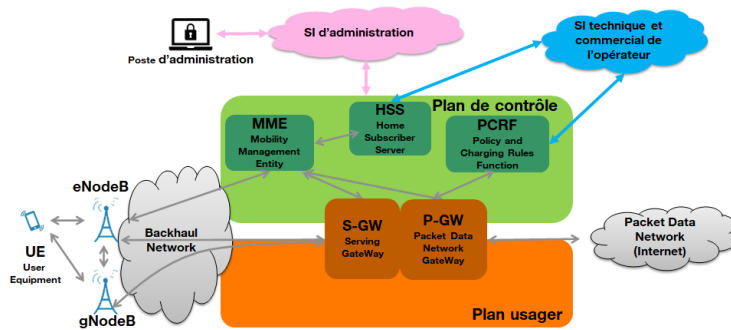 SI d'administration
Poste d'administration
SI technique et
commercial de
l'opérateur
Plan de contrôle
HSS
Home
Subscriber
Server
MME
Mobility
Management
Entity
PCRF
Policy and
Charging Rules
Function
eNodeB
Backhaul
Network
UE
User
Equipment
gNodeB
S-GW
Serving
GateWay
P-GW
Packet Data
Network
GateWay
Packet Data
Network
(Internet)
Plan usager